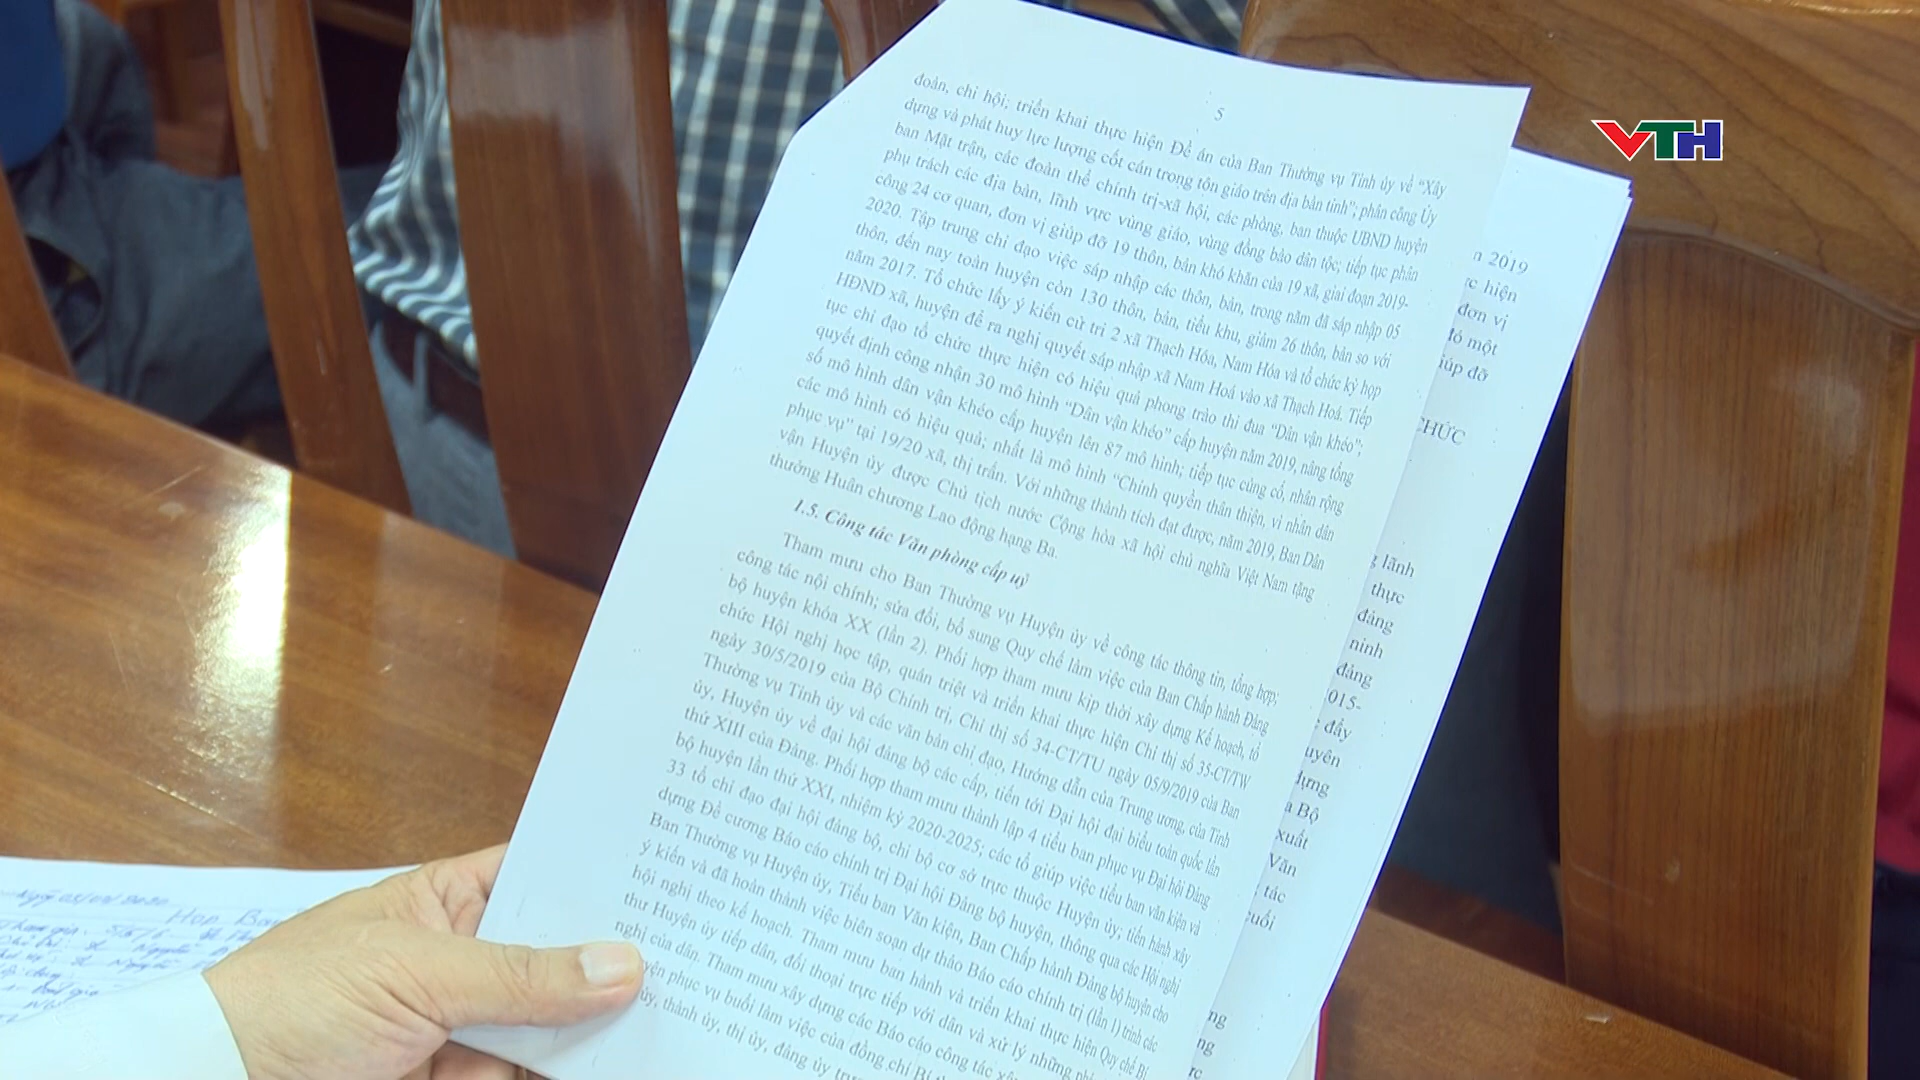 VTH
5
đoàn, chi hội; triển khai thực hiện Đề án của Ban Thường vụ Tỉnh ủy về “Xây
dựng và phát huy lực lượng cốt cán trong tôn giáo trên địa bàn tỉnh”; phân công Ủy
ban Mặt trận, các đoàn thể chính trị-xã hội, các phòng, ban thuộc UBND huyện
phụ trách các địa bàn, lĩnh vực vùng giáo, vùng đồng bào dân tộc; tiếp tục phân
công 24 cơ quan, đơn vị giúp đỡ 19 thôn, bản khó khăn của 19 xã, giai đoạn 2019-
2020. Tập trung chỉ đạo việc sáp nhập các thôn, bản, trong năm đã sáp nhập 05
thôn, đến nay toàn huyện còn 130 thôn, bản, tiểu khu, giảm 26 thôn, bản so với
năm 2017. Tổ chức lấy ý kiến cử tri 2 xã Thạch Hóa, Nam Hóa và tổ chức kỳ họp
HĐND xã, huyện để ra nghị quyết sáp nhập xã Nam Hoá vào xã Thạch Hoá. Tiếp
tục chỉ đạo tổ chức thực hiện có hiệu quả phong trào thi đua “Dân vận khéo”;
quyết định công nhận 30 mô hình “Dân vận khéo” cấp huyện năm 2019, nâng tổng
số mô hình dân vận khéo cấp huyện lên 87 mô hình; tiếp tục củng cố, nhân rộng
các mô hình có hiệu quả; nhất là mô hình “Chính quyền thân thiện, vì nhân dân
phục vụ” tại 19/20 xã, thị trấn. Với những thành tích đạt được, năm 2019, Ban Dân
vận Huyện ủy được Chủ tịch nước Cộng hòa xã hội chủ nghĩa Việt Nam tặng
thưởng Huân chương Lao động hạng Ba.
1.5. Công tác Văn phòng cấp uỷ
Tham mưu cho Ban Thường vụ Huyện ủy về công tác thông tin, tổng hợp;
công tác nội chính; sửa đổi, bổ sung Quy chế làm việc của Ban Chấp hành Đảng
bộ huyện khóa XX (lần 2). Phối hợp tham mưu kịp thời xây dựng Kế hoạch, tổ
chức Hội nghị học tập, quán triệt và triển khai thực hiện Chỉ thị số 35-CT/TW
ngày 30/5/2019 của Bộ Chính trị, Chỉ thị số 34-CT/TU ngày 05/9/2019 của Ban
Thường vụ Tỉnh ủy và các văn bản chỉ đạo, Hướng dẫn của Trung ương, của Tỉnh
ủy, Huyện ủy về đại hội đảng bộ các cấp, tiến tới Đại hội đại biểu toàn quốc lần
thứ XIII của Đảng. Phối hợp tham mưu thành lập 4 tiểu ban phục vụ Đại hội Đảng
bộ huyện lần thứ XXI, nhiệm kỳ 2020-2025; các tổ giúp việc tiểu ban văn kiện và
33 tổ chỉ đạo đại hội đảng bộ, chi bộ cơ sở trực thuộc Huyện ủy; tiến hành xây
dựng Đề cương Báo cáo chính trị Đại hội Đảng bộ huyện, thông qua các Hội nghị
Ban Thường vụ Huyện ủy, Tiểu ban Văn kiện, Ban Chấp hành Đảng bộ huyện cho
ý kiến và đã hoàn thành việc biên soạn dự thảo Báo cáo chính trị (lần 1) trình các
hội nghị theo kế hoạch. Tham mưu ban hành và triển khai thực hiện Quy chế Bí
thư Huyện ủy tiếp dân, đối thoại trực tiếp với dân và xử lý những
nghị của dân. Tham mưu xây dựng các Báo cáo công tác
phục vụ buổi làm việc của đồng chí
ủy, thành ủy, thị ủy, đảng ủy
2019
hiện
đơn vị
một
đỡ
CHỨC
lãnh
thực
đảng
ninh
đảng
015-
đẩy
Bộ
xuất
Văn
tác